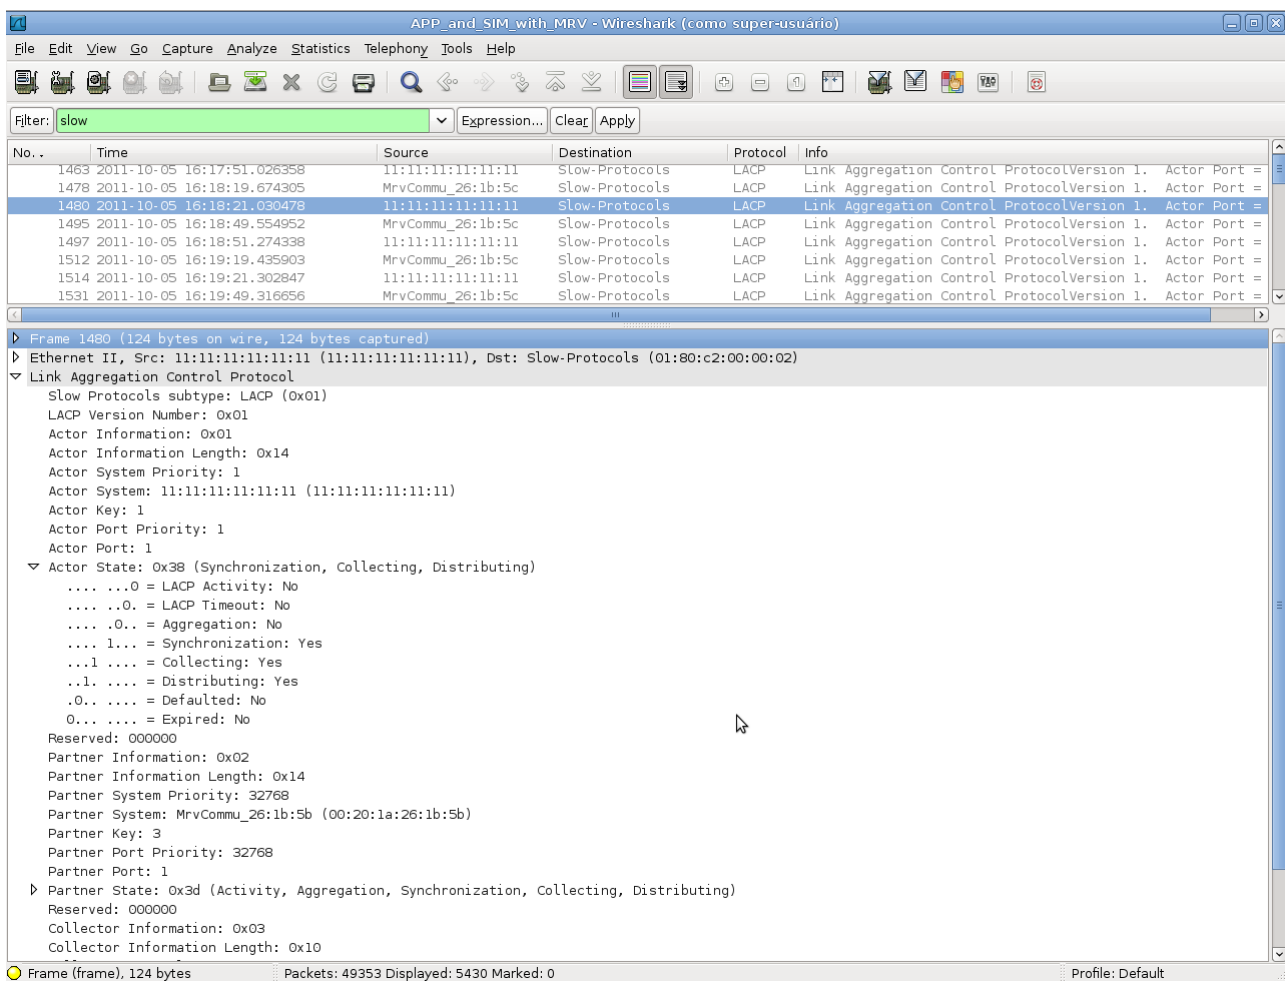 APP_and_SIM_with_MRV - Wireshark (como super-usuário)
File Edit View Go Capture Analyze Statistics Telephony Tools Help
Filter: slow Expression... Clear Apply
No. . Time Source Destination Protocol Info
1463 2011-10-05 16:17:51.026358 11:11:11:11:11:11 Slow-Protocols LACP Link Aggregation Control ProtocolVersion 1. Actor Port =
1478 2011-10-05 16:18:19.674305 MrvCommu_26:1b:5c Slow-Protocols LACP Link Aggregation Control ProtocolVersion 1. Actor Port =
1480 2011-10-05 16:18:21.030478 11:11:11:11:11:11 Slow-Protocols LACP Link Aggregation Control ProtocolVersion 1. Actor Port =
1495 2011-10-05 16:18:49.554952 MrvCommu_26:1b:5c Slow-Protocols LACP Link Aggregation Control ProtocolVersion 1. Actor Port =
1497 2011-10-05 16:18:51.274338 11:11:11:11:11:11 Slow-Protocols LACP Link Aggregation Control ProtocolVersion 1. Actor Port =
1512 2011-10-05 16:19:19.435903 MrvCommu_26:1b:5c Slow-Protocols LACP Link Aggregation Control ProtocolVersion 1. Actor Port =
1514 2011-10-05 16:19:21.302847 11:11:11:11:11:11 Slow-Protocols LACP Link Aggregation Control ProtocolVersion 1. Actor Port =
1531 2011-10-05 16:19:49.316656 MrvCommu_26:1b:5c Slow-Protocols LACP Link Aggregation Control ProtocolVersion 1. Actor Port =
Frame 1480 (124 bytes on wire, 124 bytes captured)
Ethernet II, Src: 11:11:11:11:11:11 (11:11:11:11:11:11), Dst: Slow-Protocols (01:80:c2:00:00:02)
Link Aggregation Control Protocol
Slow Protocols subtype: LACP (0x01)
LACP Version Number: 0x01
Actor Information: 0x01
Actor Information Length: 0x14
Actor System Priority: 1
Actor System: 11:11:11:11:11:11 (11:11:11:11:11:11)
Actor Key: 1
Actor Port Priority: 1
Actor Port: 1
Actor State: 0x38 (Synchronization, Collecting, Distributing)
.... ...0 = LACP Activity: No
.... ..0. = LACP Timeout: No
.... .0.. = Aggregation: No
.... 1... = Synchronization: Yes
...1 .... = Collecting: Yes
..1. .... = Distributing: Yes
.0.. .... = Defaulted: No
0... .... = Expired: No
Reserved: 000000
Partner Information: 0x02
Partner Information Length: 0x14
Partner System Priority: 32768
Partner System: MrvCommu_26:1b:5b (00:20:1a:26:1b:5b)
Partner Key: 3
Partner Port Priority: 32768
Partner Port: 1
Partner State: 0x3d (Activity, Aggregation, Synchronization, Collecting, Distributing)
Reserved: 000000
Collector Information: 0x03
Collector Information Length: 0x10
Frame (frame), 124 bytes Packets: 49353 Displayed: 5430 Marked: 0 Profile: Default